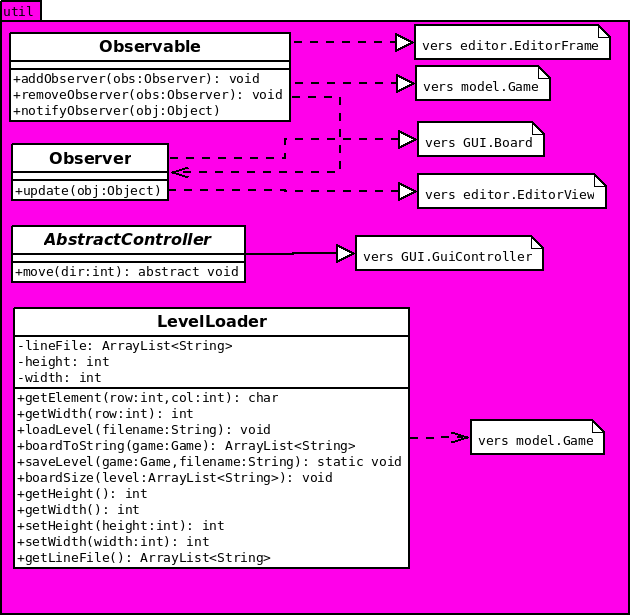 util
Observable
+addObserver(obs:Observer): void
+removeObserver(obs:Observer): void
+notifyObserver(obj:Object)
vers editor.EditorFrame
vers model.Game
Observer
+update(obj:Object)
vers GUI.Board
vers editor.EditorView
AbstractController
+move(dir:int): abstract void
vers GUI.GuiController
LevelLoader
-lineFile: ArrayList<String>
-height: int
-width: int
+getElement(row:int,col:int): char
+getWidth(row:int): int
+loadLevel(filename:String): void
+boardToString(game:Game): ArrayList<String>
+saveLevel(game:Game,filename:String): static void
+boardSize(level:ArrayList<String>): void
+getHeight(): int
+getWidth(): int
+setHeight(height:int): int
+setWidth(width:int): int
+getLineFile(): ArrayList<String>
vers model.Game